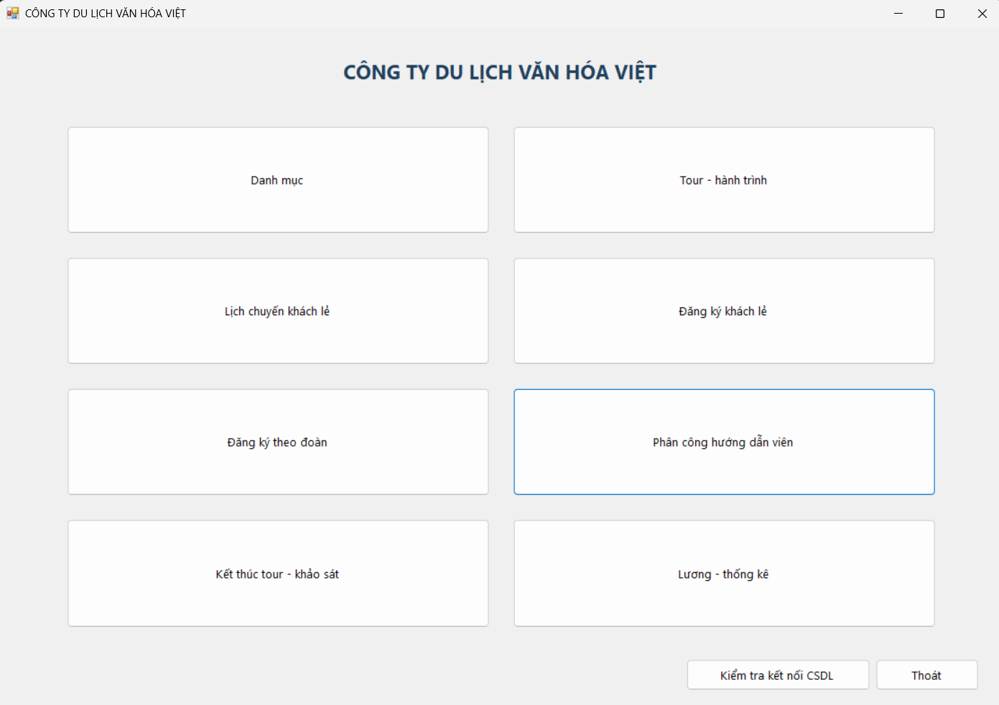 CÔNG TY DU LỊCH VĂN HÓA VIỆT
CÔNG TY DU LỊCH VĂN HÓA VIỆT
Danh mục
Tour - hành trình
Lịch chuyến khách lẻ
Đăng ký khách lẻ
Đăng ký theo đoàn
Phân công hướng dẫn viên
Kết thúc tour - khảo sát
Lương - thống kê
Kiểm tra kết nối CSDL
Thoát